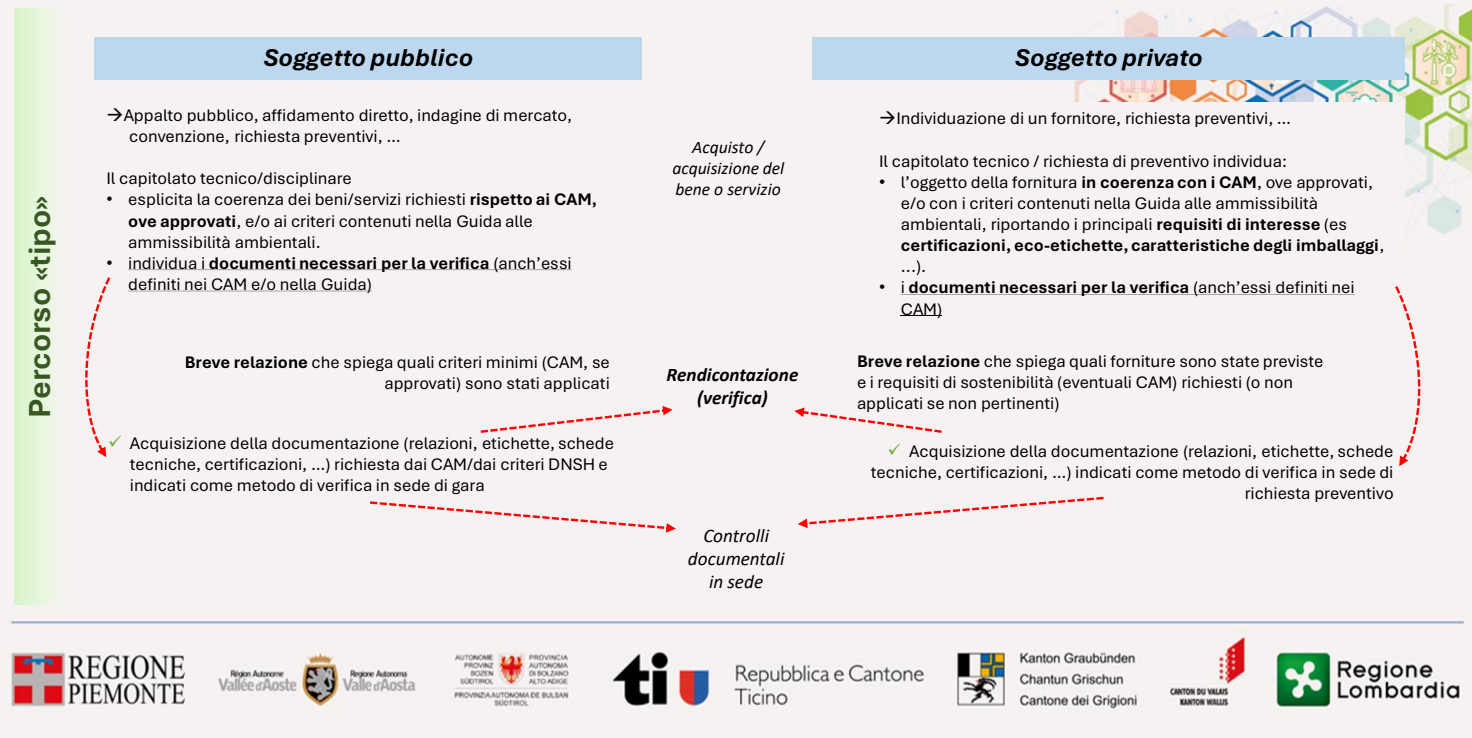 Percorso «tipo»
Soggetto pubblico
→Appalto pubblico, affidamento diretto, indagine di mercato,
convenzione, richiesta preventivi, …
Il capitolato tecnico/disciplinare
• esplicita la coerenza dei beni/servizi richiesti rispetto ai CAM,
ove approvati, e/o ai criteri contenuti nella Guida alle
ammissibilità ambientali.
• individua i documenti necessari per la verifica (anch’essi
definiti nei CAM e/o nella Guida)
Breve relazione che spiega quali criteri minimi (CAM, se
approvati) sono stati applicati
✓ Acquisizione della documentazione (relazioni, etichette, schede
tecniche, certificazioni, …) richiesta dai CAM/dai criteri DNSH e
indicati come metodo di verifica in sede di gara
Acquisto /
acquisizione del
bene o servizio
Rendicontazione
(verifica)
Controlli
documentali
in sede
Soggetto privato
→Individuazione di un fornitore, richiesta preventivi, …
Il capitolato tecnico / richiesta di preventivo individua:
• l’oggetto della fornitura in coerenza con i CAM, ove approvati,
e/o con i criteri contenuti nella Guida alle ammissibilità
ambientali, riportando i principali requisiti di interesse (es
certificazioni, eco-etichette, caratteristiche degli imballaggi,
…).
• i documenti necessari per la verifica (anch’essi definiti nei
CAM)
Breve relazione che spiega quali forniture sono state previste
e i requisiti di sostenibilità (eventuali CAM) richiesti (o non
applicati se non pertinenti)
✓ Acquisizione della documentazione (relazioni, etichette, schede
tecniche, certificazioni, …) indicati come metodo di verifica in sede di
richiesta preventivo
REGIONE
PIEMONTE
Région Autonome
Vallée d'Aoste
Regione Autonoma
Valle d'Aosta
AUTONOME
PROVINZ
BOZEN
SÜDTIROL
PROVINCIA
AUTONOMA
DI BOLZANO
ALTO ADIGE
PROVINZIA AUTONOMA DE BULSAN
SÜDTIROL
ti
Repubblica e Cantone
Ticino
Kanton Graubünden
Chantun Grischun
Cantone dei Grigioni
CANTON DU VALAIS
KANTON WALLIS
Regione
Lombardia